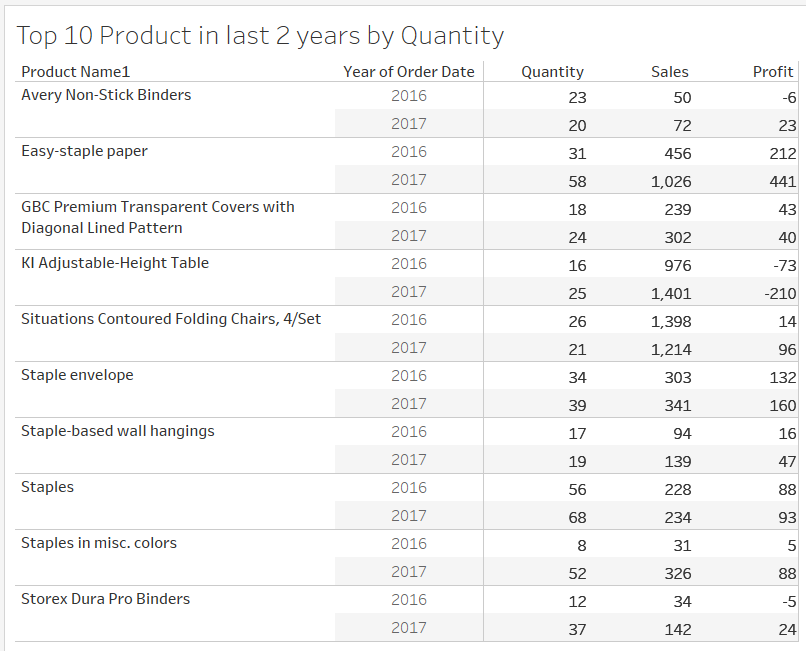 Top 10 Product in last 2 years by Quantity
Product Name1 Year of Order Date Quantity Sales Profit
Avery Non-Stick Binders 2016 23 50 -6
2017 20 72 23
Easy-staple paper 2016 31 456 212
2017 58 1,026 441
GBC Premium Transparent Covers with 2016 18 239 43
Diagonal Lined Pattern 2017 24 302 40
KI Adjustable-Height Table 2016 16 976 -73
2017 25 1,401 -210
Situations Contoured Folding Chairs, 4/Set 2016 26 1,398 14
2017 21 1,214 96
Staple envelope 2016 34 303 132
2017 39 341 160
Staple-based wall hangings 2016 17 94 16
2017 19 139 47
Staples 2016 56 228 88
2017 68 234 93
Staples in misc. colors 2016 8 31 5
2017 52 326 88
Storex Dura Pro Binders 2016 12 34 -5
2017 37 142 24